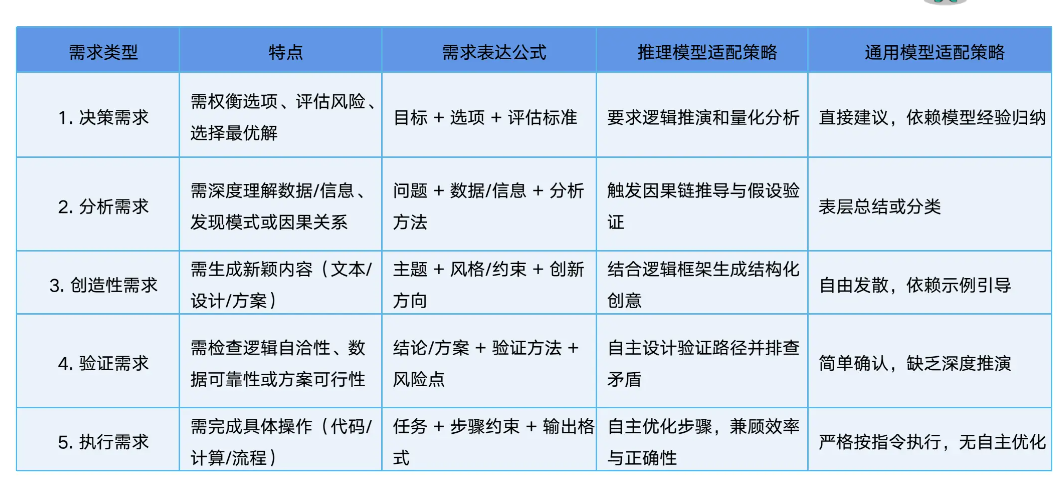 需求类型
特点
需求表达公式
推理模型适配策略
通用模型适配策略
1. 决策需求
需权衡选项、评估风险、
选择最优解
目标 + 选项 + 评估标准
要求逻辑推演和量化分析
直接建议，依赖模型经验归纳
2. 分析需求
需深度理解数据/信息、
发现模式或因果关系
问题 + 数据/信息 + 分析
方法
触发因果链推导与假设验
证
表层总结或分类
3. 创造性需求
需生成新颖内容（文本/
设计/方案）
主题 + 风格/约束 + 创新
方向
结合逻辑框架生成结构化
创意
自由发散，依赖示例引导
4. 验证需求
需检查逻辑自洽性、数
据可靠性或方案可行性
结论/方案 + 验证方法 +
风险点
自主设计验证路径并排查
矛盾
简单确认，缺乏深度推演
5. 执行需求
需完成具体操作（代码/
计算/流程）
任务 + 步骤约束 + 输出格
式
自主优化步骤，兼顾效率
与正确性
严格按指令执行，无自主优化